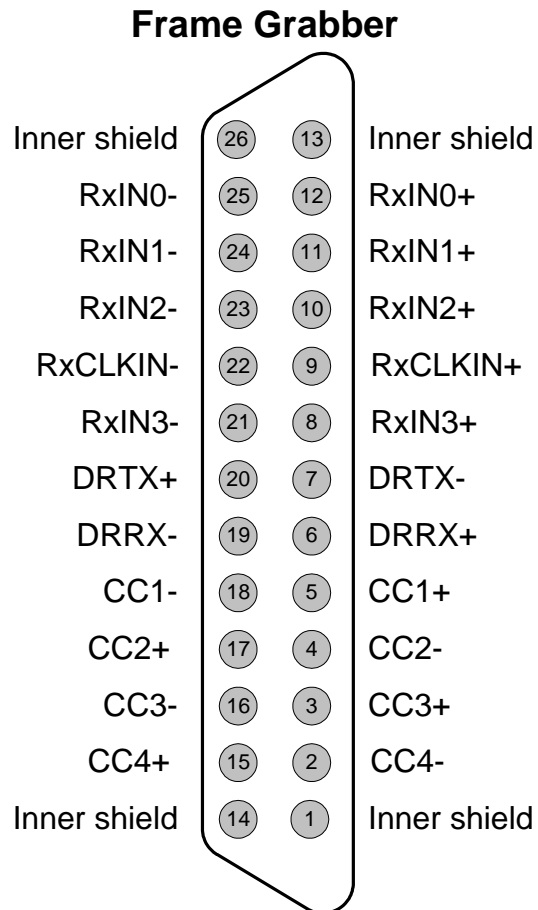 Frame Grabber
Inner shield 26 13 Inner shield
RxIN0- 25 12 RxIN0+
RxIN1- 24 11 RxIN1+
RxIN2- 23 10 RxIN2+
RxCLKIN- 22 9 RxCLKIN+
RxIN3- 21 8 RxIN3+
DRTX+ 20 7 DRTX-
DRRX- 19 6 DRRX+
CC1- 18 5 CC1+
CC2+ 17 4 CC2-
CC3- 16 3 CC3+
CC4+ 15 2 CC4-
Inner shield 14 1 Inner shield